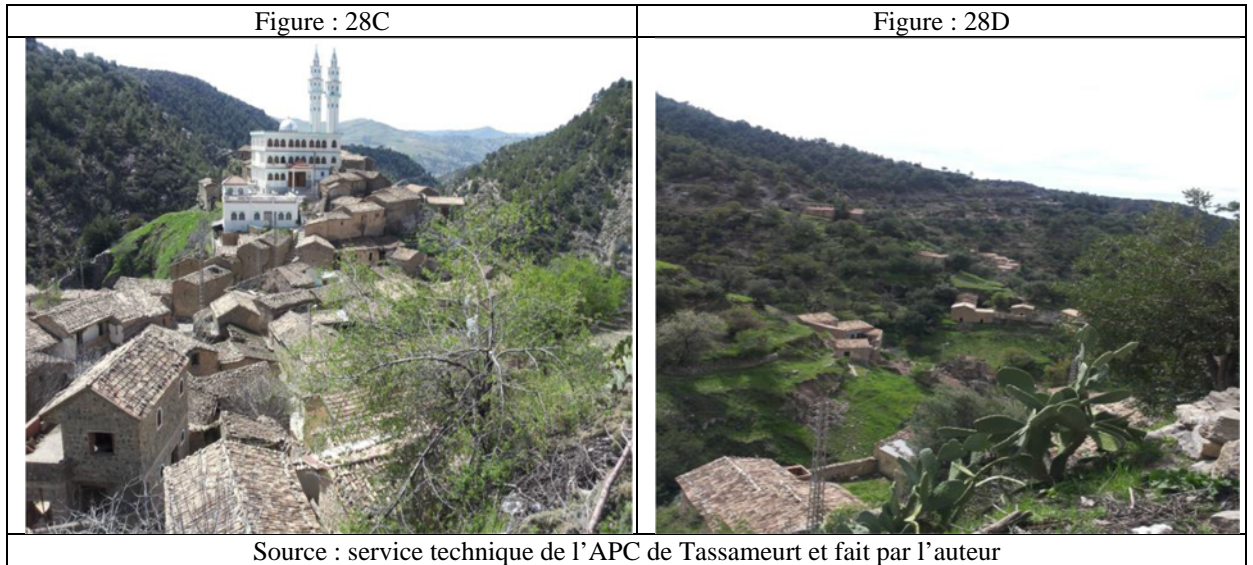 Figure : 28C
Figure : 28D
Source : service technique de l’APC de Tassameurt et fait par l’auteur